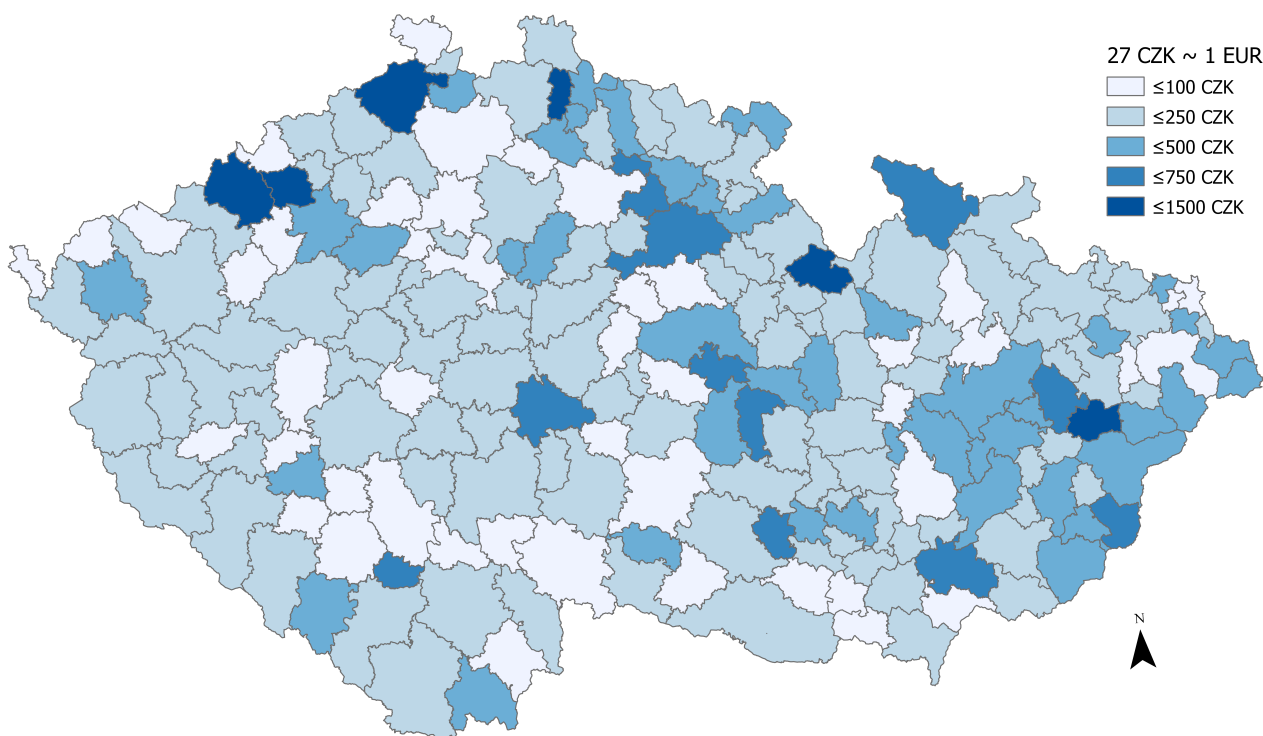 27 CZK ~ 1 EUR
≤100 CZK
≤250 CZK
≤500 CZK
≤750 CZK
≤1500 CZK
N